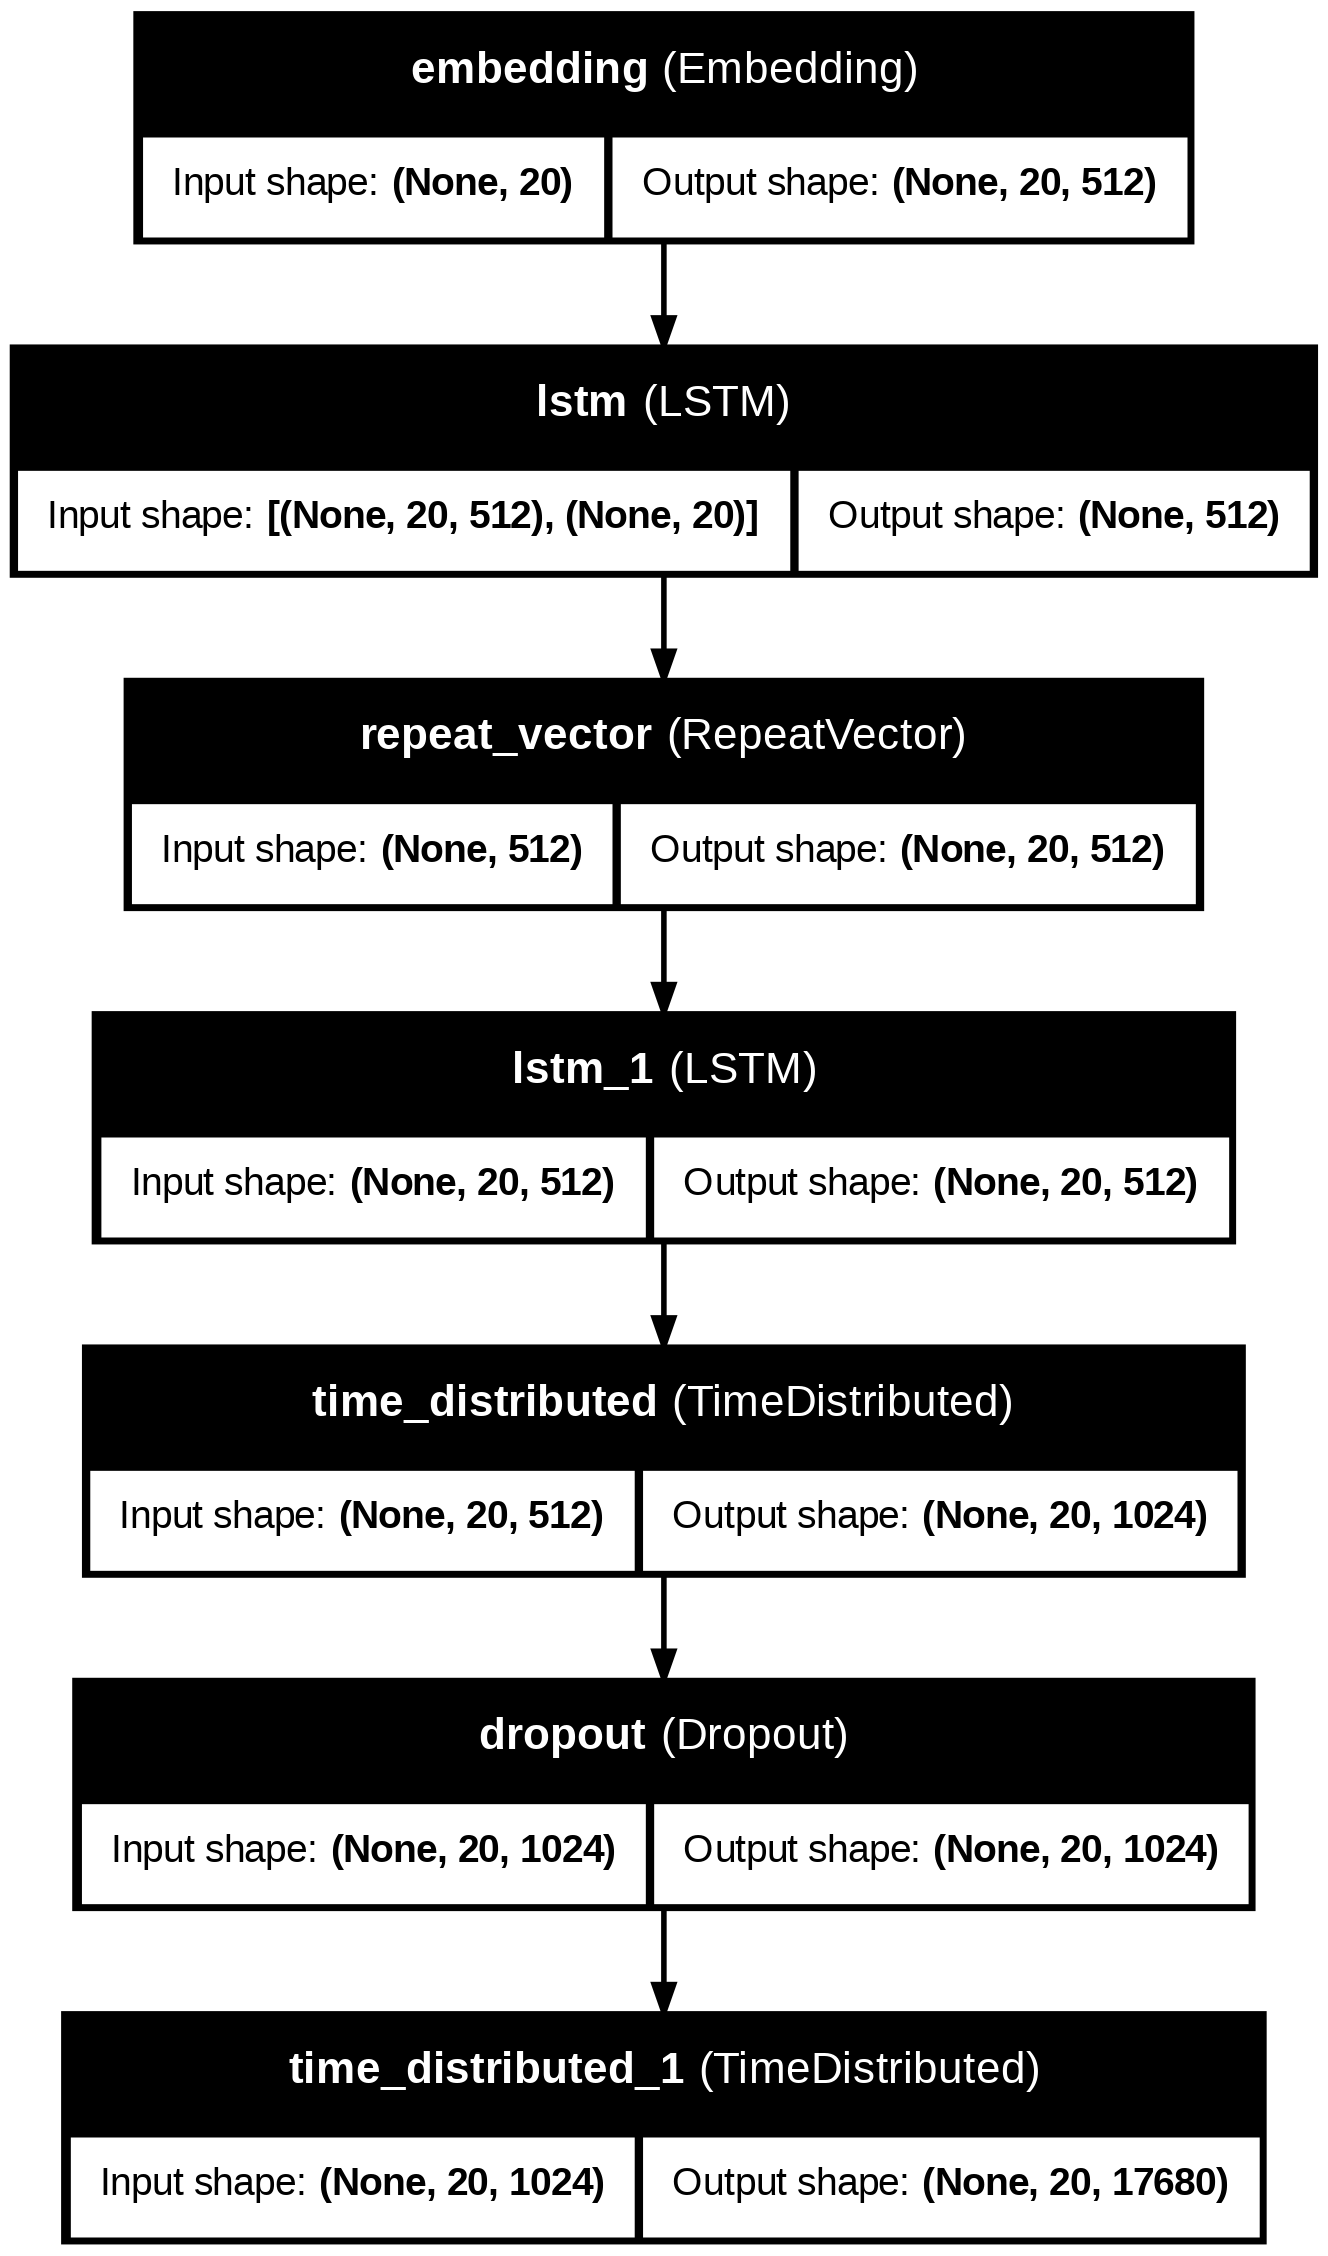 embedding (Embedding)
Input shape: (None, 20) Output shape: (None, 20, 512)
lstm (LSTM)
Input shape: [(None, 20, 512), (None, 20)] Output shape: (None, 512)
repeat_vector (RepeatVector)
Input shape: (None, 512) Output shape: (None, 20, 512)
lstm_1 (LSTM)
Input shape: (None, 20, 512) Output shape: (None, 20, 512)
time_distributed (TimeDistributed)
Input shape: (None, 20, 512) Output shape: (None, 20, 1024)
dropout (Dropout)
Input shape: (None, 20, 1024) Output shape: (None, 20, 1024)
time_distributed_1 (TimeDistributed)
Input shape: (None, 20, 1024) Output shape: (None, 20, 17680)